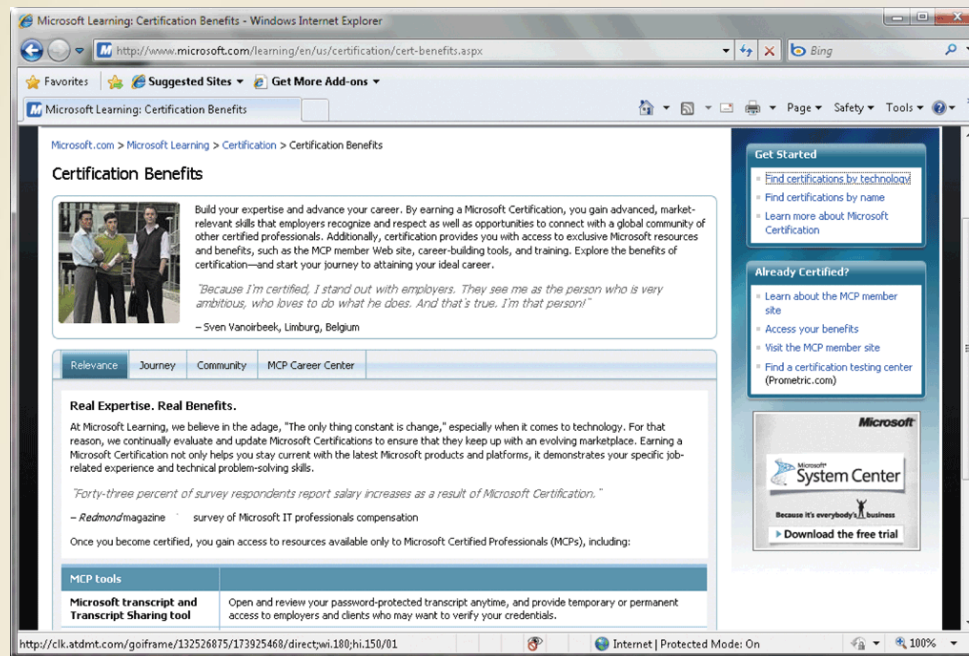 Microsoft Learning: Certification Benefits - Windows Internet Explorer
http://www.microsoft.com/learning/en/us/certification/cert-benefits.aspx
Bing
Favorites
Suggested Sites
Get More Add-ons
Microsoft Learning: Certification Benefits
Page
Safety
Tools
Microsoft.com > Microsoft Learning > Certification > Certification Benefits
Certification Benefits
Build your expertise and advance your career. By earning a Microsoft Certification, you gain advanced, market-
relevant skills that employers recognize and respect as well as opportunities to connect with a global community of
other certified professionals. Additionally, certification provides you with access to exclusive Microsoft resources
and benefits, such as the MCP member Web site, career-building tools, and training. Explore the benefits of
certification—and start your journey to attaining your ideal career.
"Because I'm certified, I stand out with employers. They see me as the person who is very
ambitious, who loves to do what he does. And that's true. I'm that person!"
– Sven Vanoirbeek, Limburg, Belgium
Relevance
Journey
Community
MCP Career Center
Real Expertise. Real Benefits.
At Microsoft Learning, we believe in the adage, "The only thing constant is change," especially when it comes to technology. For that
reason, we continually evaluate and update Microsoft Certifications to ensure that they keep up with an evolving marketplace. Earning a
Microsoft Certification not only helps you stay current with the latest Microsoft products and platforms, it demonstrates your specific job-
related experience and technical problem-solving skills.
"Forty-three percent of survey respondents report salary increases as a result of Microsoft Certification."
– Redmond magazine survey of Microsoft IT professionals compensation
Once you become certified, you gain access to resources available only to Microsoft Certified Professionals (MCPs), including:
MCP tools
Microsoft transcript and
Transcript Sharing tool
Open and review your password-protected transcript anytime, and provide temporary or permanent
access to employers and clients who may want to verify your credentials.
Get Started
Find certifications by technology
Find certifications by name
Learn more about Microsoft
Certification
Already Certified?
Learn about the MCP member
site
Access your benefits
Visit the MCP member site
Find a certification testing center
(Prometric.com)
Microsoft
Microsoft
System Center
Because it's everybody's business
Download the free trial
http://clk.atdmt.com/goiframe/132526875/173925468/direct;wi.180;hi.150/01
Internet | Protected Mode: On
100%